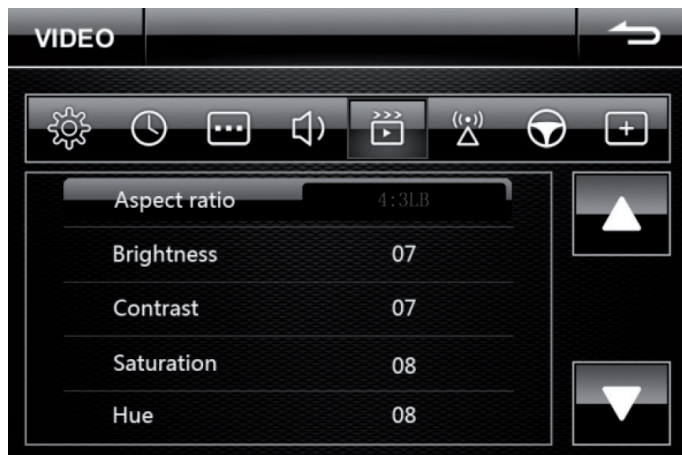 VIDEO
Aspect ratio 4:3LB
Brightness 07
Contrast 07
Saturation 08
Hue 08